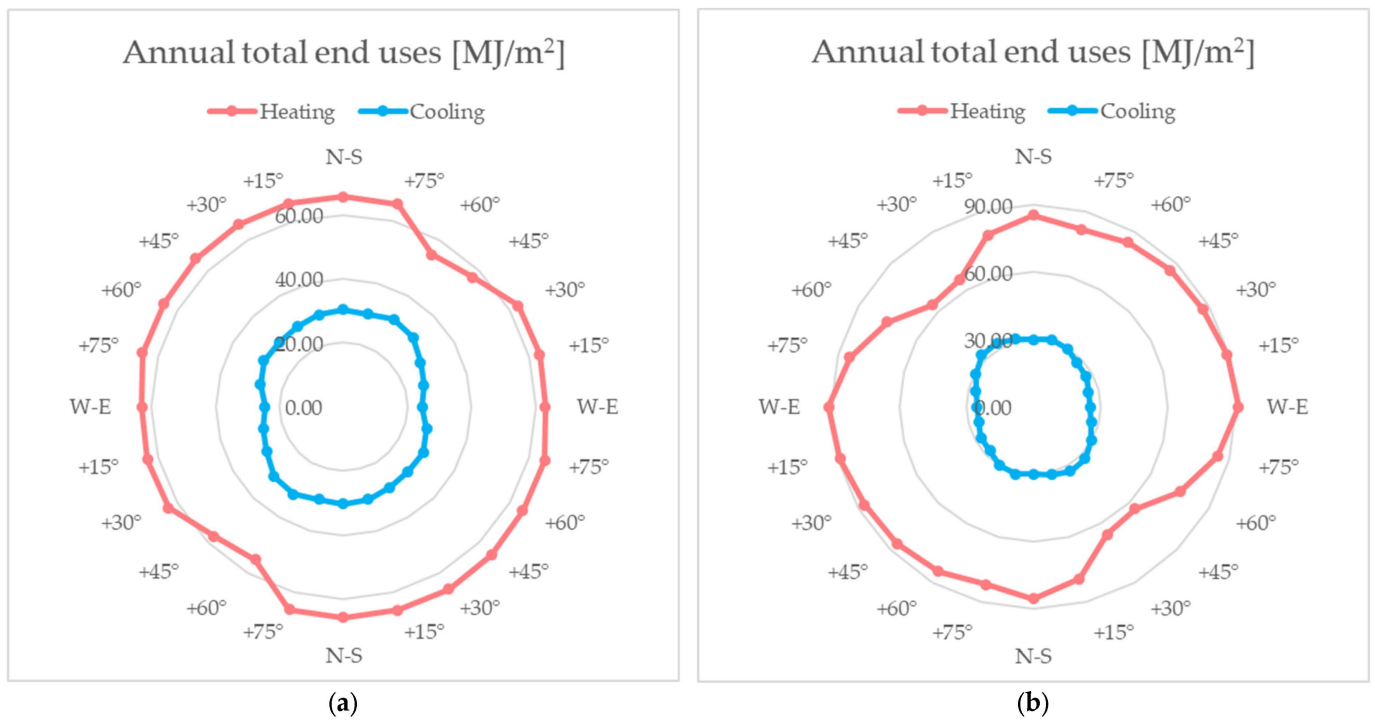 Annual total end uses [MJ/m²]
Heating Cooling
N-S
+15° +75°
+30° +60°
+45° +45°
+60° +30°
+75° +15°
W-E W-E
+15° +75°
+30° +60°
+45° +45°
+60° +30°
+75° +15°
N-S
60.00
40.00
20.00
0.00
(a)
Annual total end uses [MJ/m²]
Heating Cooling
N-S
+15° +75°
+30° +60°
+45° +45°
+60° +30°
+75° +15°
W-E W-E
+15° +75°
+30° +60°
+45° +45°
+60° +30°
+75° +15°
N-S
90.00
60.00
30.00
0.00
(b)